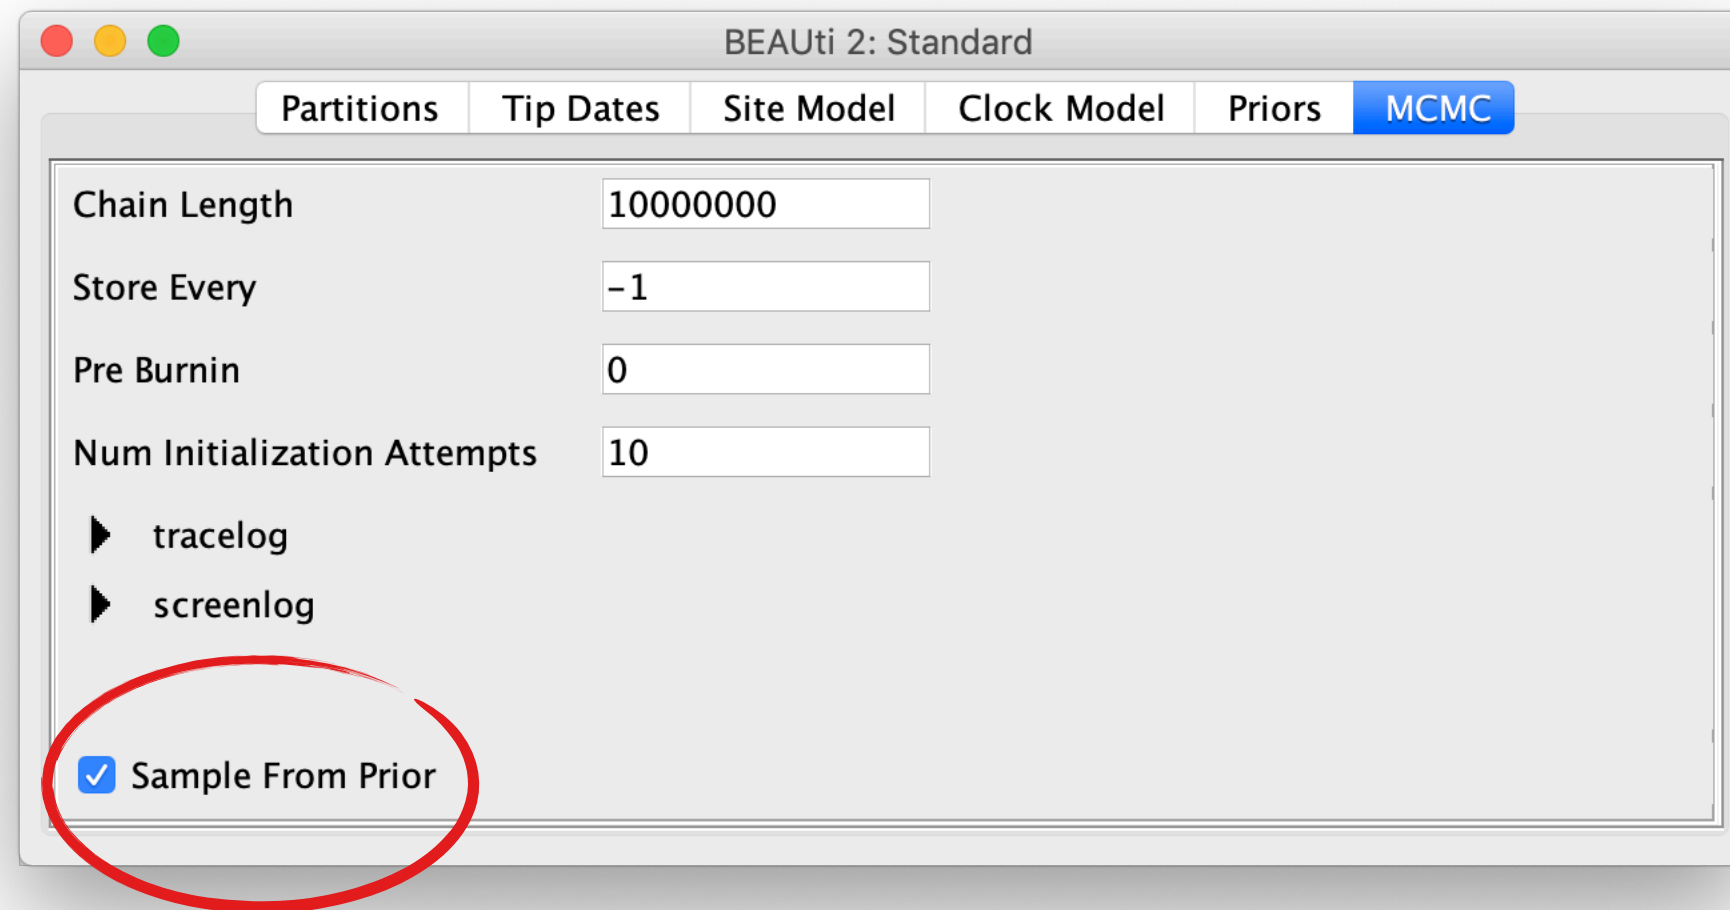 BEAUti 2: Standard
Partitions Tip Dates Site Model Clock Model Priors MCMC
Chain Length 10000000
Store Every -1
Pre Burnin 0
Num Initialization Attempts 10
tracelog
screenlog
Sample From Prior